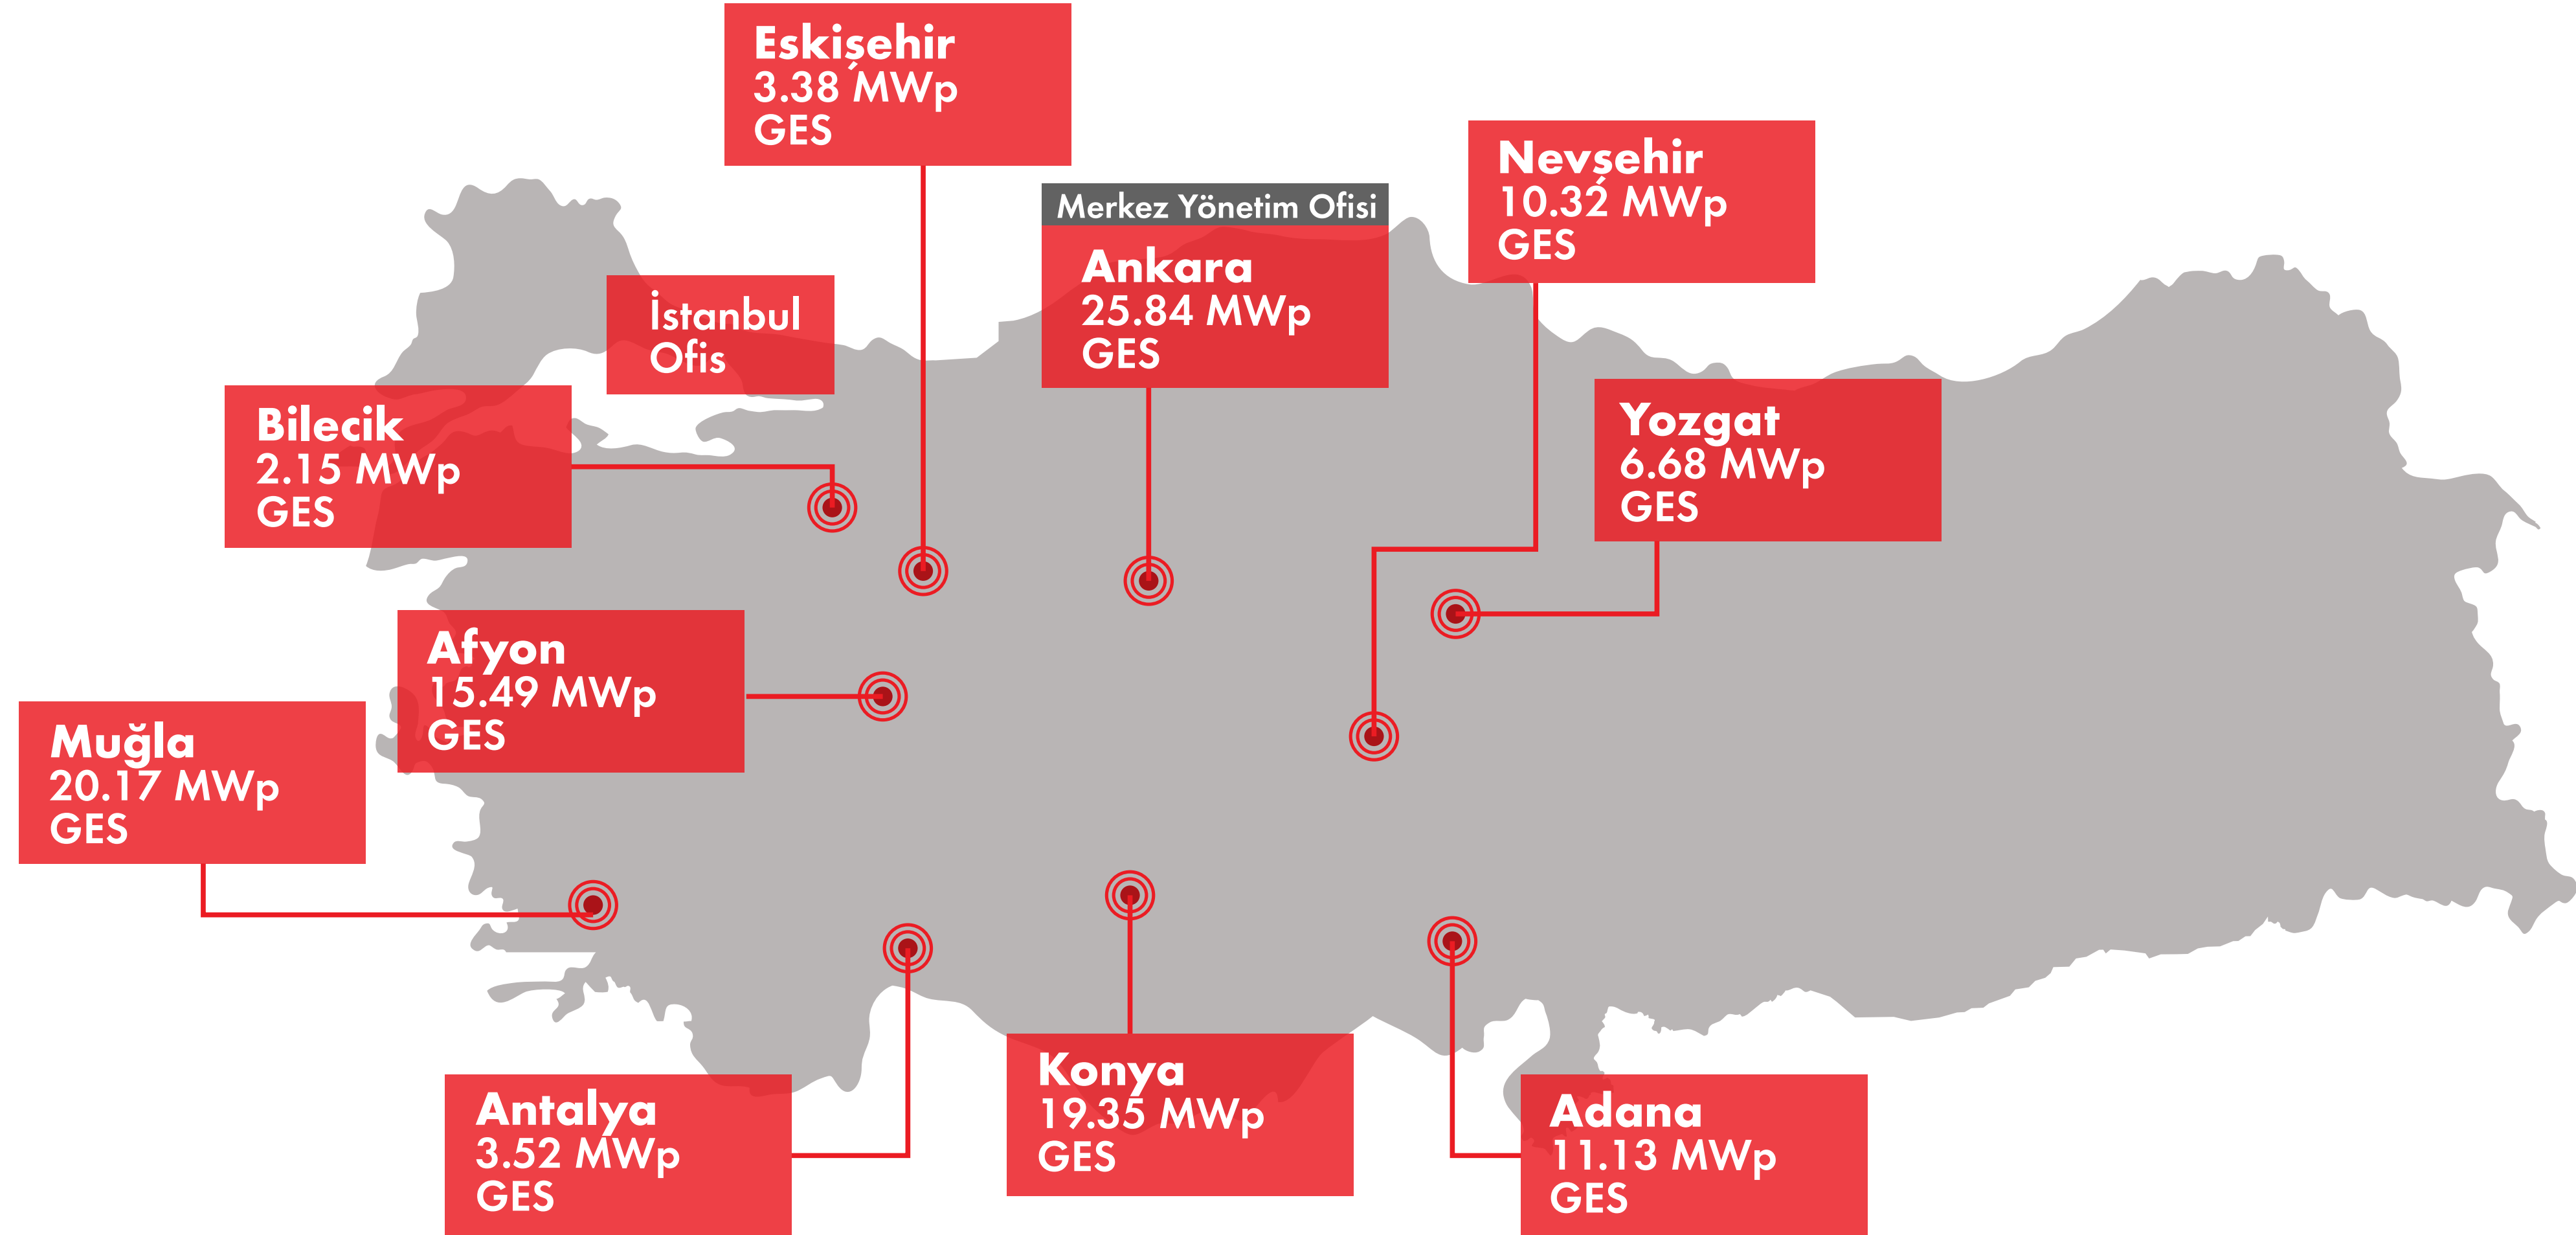 Eskişehir
3.38 MWp
GES
Nevşehir
10.32 MWp
GES
Merkez Yönetim Ofisi
Ankara
25.84 MWp
GES
İstanbul
Ofis
Bilecik
2.15 MWp
GES
Yozgat
6.68 MWp
GES
Afyon
15.49 MWp
GES
Muğla
20.17 MWp
GES
Konya
19.35 MWp
GES
Antalya
3.52 MWp
GES
Adana
11.13 MWp
GES